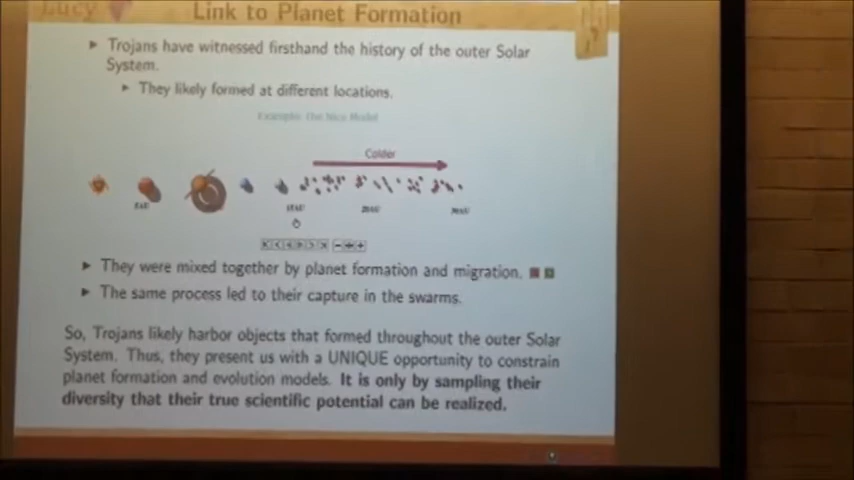 Lucy
Link to Planet Formation
Trojans have witnessed firsthand the history of the outer Solar
System.
They likely formed at different locations.
Example: The Nice Model
Colder
They were mixed together by planet formation and migration.
The same process led to their capture in the swarms.
So, Trojans likely harbor objects that formed throughout the outer Solar
System. Thus, they present us with a UNIQUE opportunity to constrain
planet formation and evolution models. It is only by sampling their
diversity that their true scientific potential can be realized.